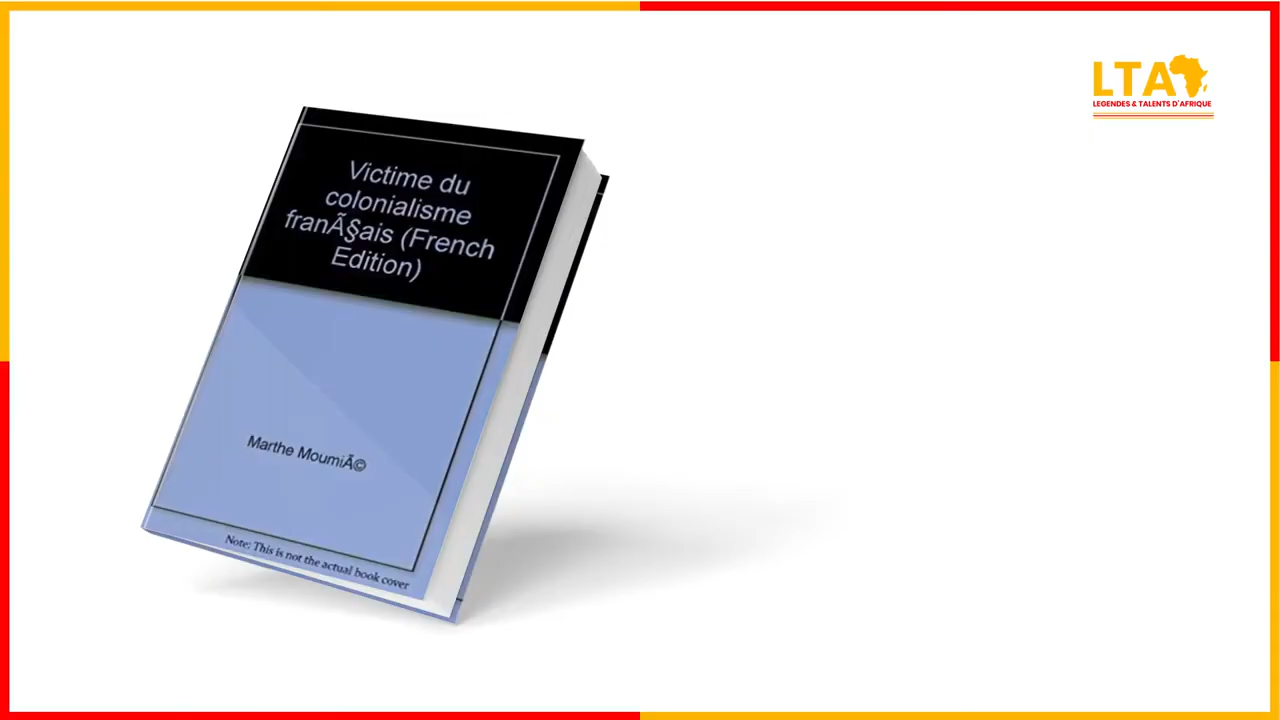 LTA
LEGENDES & TALENTS D'AFRIQUE
Victime du
colonialisme
franÃ§ais (French
Edition)
Marthe MoumiÃ©
Note: This is not the actual book cover